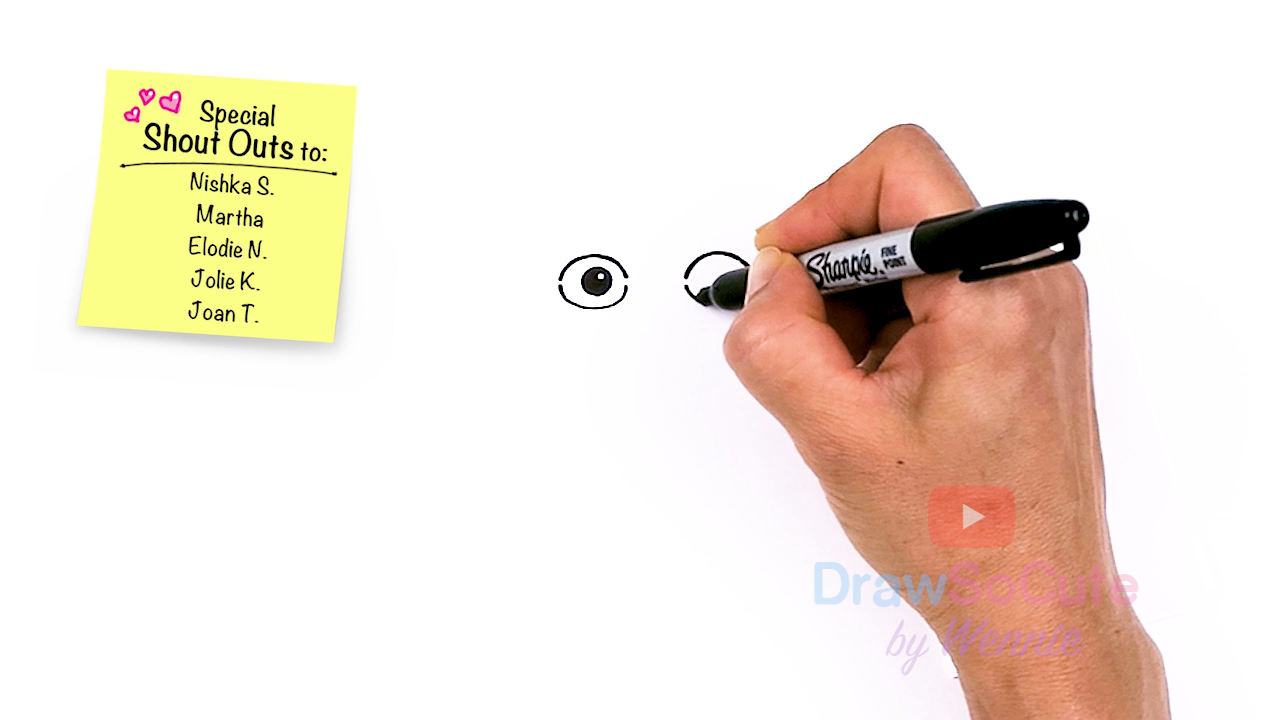 Special
Shout Outs to:
Nishka S.
Martha
Elodie N.
Jolie K.
Joan T.
Sharpie
FINE
POINT
DrawSoCute
by Wennie